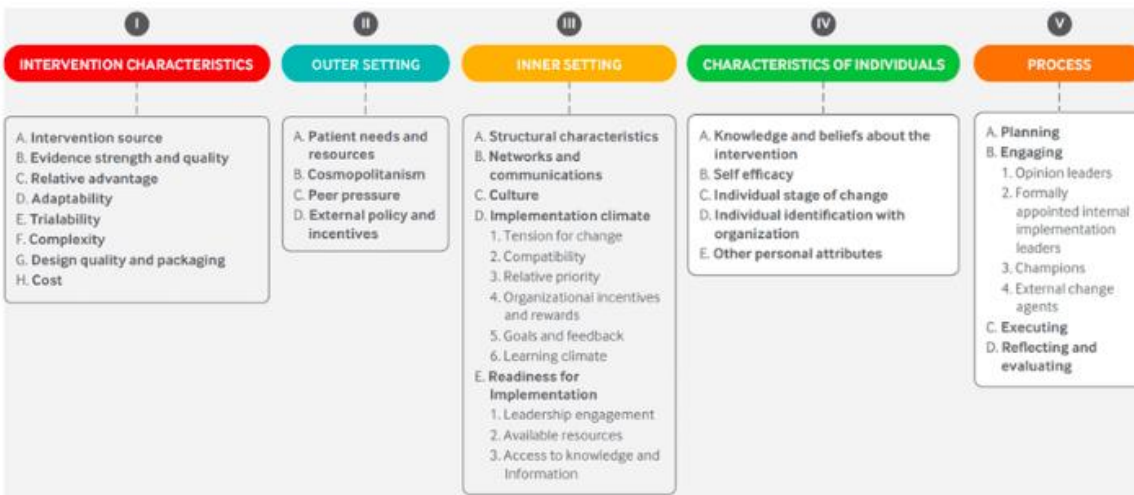 I
INTERVENTION CHARACTERISTICS
A. Intervention source
B. Evidence strength and quality
C. Relative advantage
D. Adaptability
E. Trialability
F. Complexity
G. Design quality and packaging
H. Cost
II
OUTER SETTING
A. Patient needs and
resources
B. Cosmopolitanism
C. Peer pressure
D. External policy and
incentives
III
INNER SETTING
A. Structural characteristics
B. Networks and
communications
C. Culture
D. Implementation climate
1. Tension for change
2. Compatibility
3. Relative priority
4. Organizational incentives
and rewards
5. Goals and feedback
6. Learning climate
E. Readiness for
Implementation
1. Leadership engagement
2. Available resources
3. Access to knowledge and
Information
IV
CHARACTERISTICS OF INDIVIDUALS
A. Knowledge and beliefs about the
intervention
B. Self efficacy
C. Individual stage of change
D. Individual identification with
organization
E. Other personal attributes
V
PROCESS
A. Planning
B. Engaging
1. Opinion leaders
2. Formally
appointed internal
implementation
leaders
3. Champions
4. External change
agents
C. Executing
D. Reflecting and
evaluating